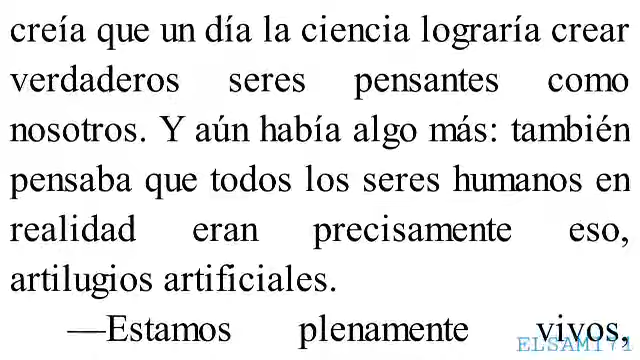 creía que un día la ciencia lograría crear
verdaderos seres pensantes como
nosotros. Y aún había algo más: también
pensaba que todos los seres humanos en
realidad eran precisamente eso,
artilugios artificiales.
—Estamos plenamente vivos,
ELSAMI71